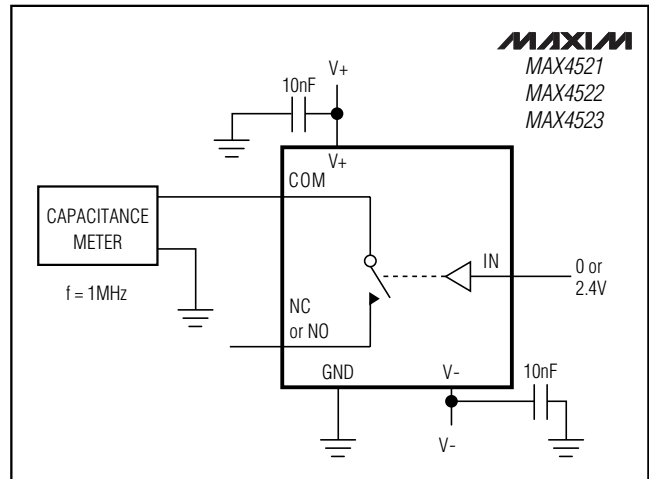 MAXIM
MAX4521
MAX4522
MAX4523
V+
10nF
V+
COM
CAPACITANCE
METER
IN
0 or
2.4V
f = 1MHz
NC
or NO
GND
V-
10nF
V-